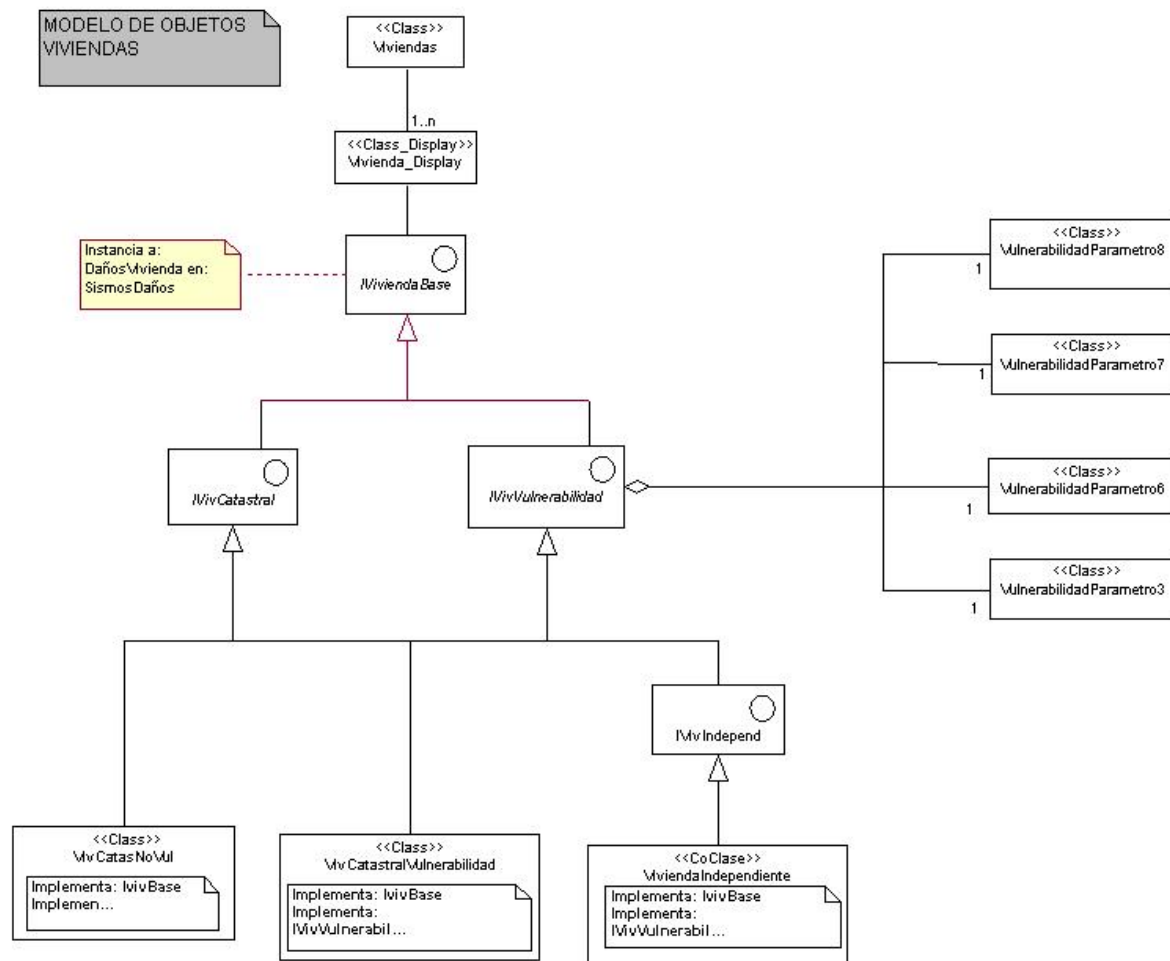 MODELO DE OBJETOS
VIVIENDAS
<<Class>>
Viviendas
1..n
<<Class_Display>>
Vivienda_Display
Instancia a:
DañosVivienda en:
SismosDaños
IViviendaBase
<<Class>>
VulnerabilidadParametro8
1
<<Class>>
VulnerabilidadParametro7
1
IVivCatastral
IVivVulnerabilidad
<<Class>>
VulnerabilidadParametro6
1
<<Class>>
VulnerabilidadParametro3
1
IVivIndepend
<<Class>>
VivCatasNoVul
Implementa: IvivBase
Implemen...
<<Class>>
VivCatastralVulnerabilidad
Implementa: IvivBase
Implementa:
IVivVulnerabil...
<<CoClase>>
ViviendaIndependiente
Implementa: IvivBase
Implementa:
IVivVulnerabil...